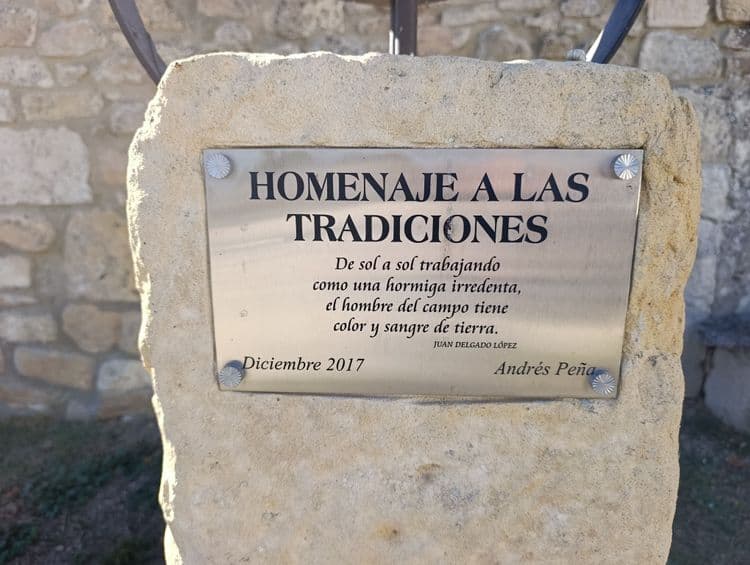 HOMENAJE A LAS
TRADICIONES
De sol a sol trabajando
como una hormiga irredenta,
el hombre del campo tiene
color y sangre de tierra.
JUAN DELGADO LÓPEZ
Diciembre 2017 Andrés Peña